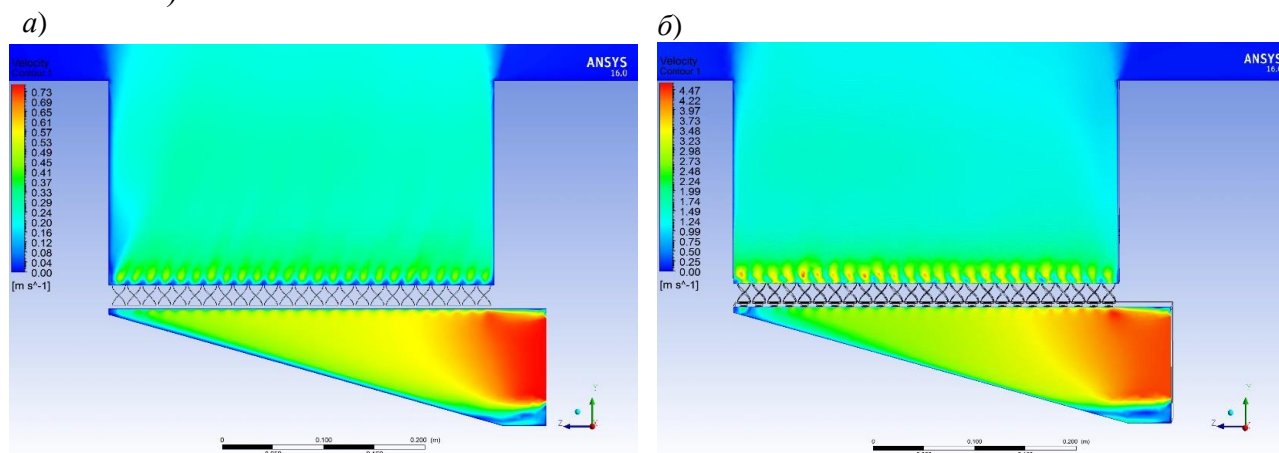 а)
Velocity
Contour 1
0.73
0.69
0.65
0.61
0.57
0.53
0.49
0.45
0.41
0.37
0.33
0.29
0.24
0.20
0.16
0.12
0.08
0.04
0.00
[m s^-1]
ANSYS
16.0
Y
Z
0
0.100
0.200
(m)
б)
Velocity
Contour 1
4.47
4.22
3.97
3.73
3.48
3.23
2.98
2.73
2.48
2.24
1.99
1.74
1.49
1.24
0.99
0.75
0.50
0.25
0.00
[m s^-1]
ANSYS
16.0
Y
Z
0
0.100
0.200
(m)